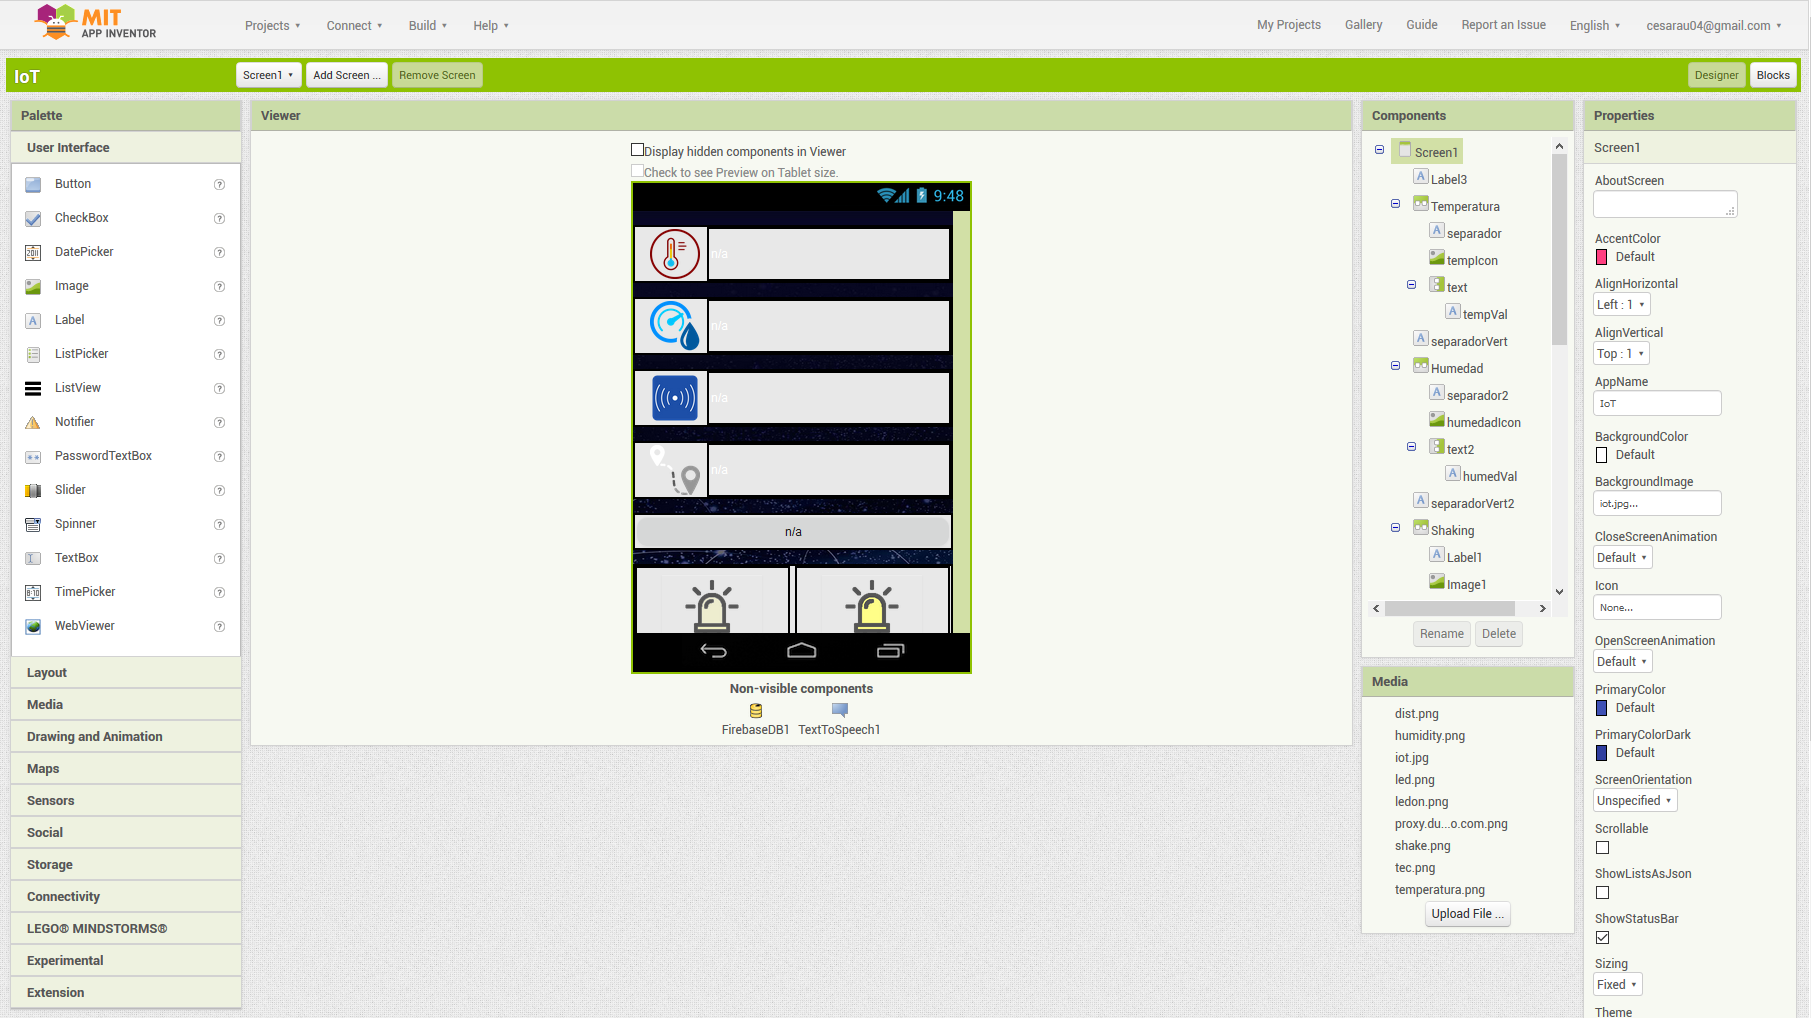 MIT
APP INVENTOR
Projects
Connect
Build
Help
My Projects
Gallery
Guide
Report an Issue
English
cesarau04@gmail.com
IoT
Screen1
Add Screen ...
Remove Screen
Designer
Blocks
Palette
User Interface
Button
CheckBox
DatePicker
Image
Label
ListPicker
ListView
Notifier
PasswordTextBox
Slider
Spinner
TextBox
TimePicker
WebViewer
Layout
Media
Drawing and Animation
Maps
Sensors
Social
Storage
Connectivity
LEGO® MINDSTORMS®
Experimental
Extension
Viewer
Display hidden components in Viewer
Check to see Preview on Tablet size.
9:48
n/a
n/a
n/a
n/a
n/a
Non-visible components
FirebaseDB1
TextToSpeech1
Components
Screen1
Label3
Temperatura
separador
tempIcon
text
tempVal
separadorVert
Humedad
separador2
humedadIcon
text2
humedVal
separadorVert2
Shaking
Label1
Image1
Rename
Delete
Media
dist.png
humidity.png
iot.jpg
led.png
ledon.png
proxy.du...o.com.png
shake.png
tec.png
temperatura.png
Upload File ...
Properties
Screen1
AboutScreen
AccentColor
Default
AlignHorizontal
Left : 1
AlignVertical
Top : 1
AppName
IoT
BackgroundColor
Default
BackgroundImage
iot.jpg...
CloseScreenAnimation
Default
Icon
None...
OpenScreenAnimation
Default
PrimaryColor
Default
PrimaryColorDark
Default
ScreenOrientation
Unspecified
Scrollable
ShowListsAsJson
ShowStatusBar
Sizing
Fixed
Theme